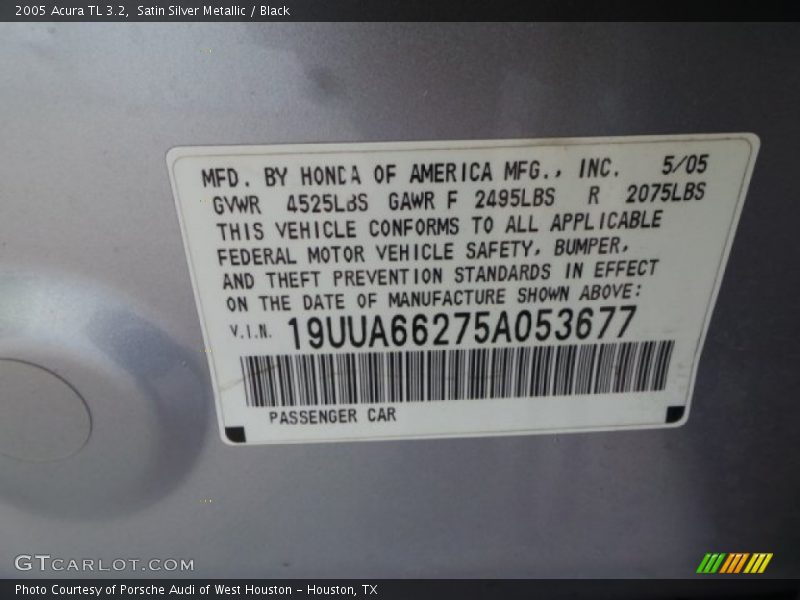 2005 Acura TL 3.2, Satin Silver Metallic / Black
MFD. BY HONDA OF AMERICA MFG., INC. 5/05
GVWR 4525LBS GAWR F 2495LBS R 2075LBS
THIS VEHICLE CONFORMS TO ALL APPLICABLE
FEDERAL MOTOR VEHICLE SAFETY, BUMPER,
AND THEFT PREVENTION STANDARDS IN EFFECT
ON THE DATE OF MANUFACTURE SHOWN ABOVE:
V.I.N. 19UUA66275A053677
PASSENGER CAR
GTCARLOT.COM
Photo Courtesy of Porsche Audi of West Houston - Houston, TX